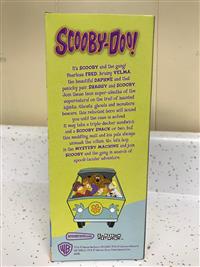 SCOOBY-DOO!
It's SCOOBY and the gang!
Fearless FRED, brainy VELMA,
the beautiful DAPHNE and that
patchy pair SHAGGY and SCOOBY.
Join these teen super-sleuths of the
supernatural on the trail of haunted
spooks. Ghosts ghouls and monsters
beware, this reluctant hero will hound
you until the case is solved.
It may take a triple-decker sandwich
and a SCOOBY SNACK or two, but
this meddling mutt and his pals always
unmask the villain. So, let's hop
in the MYSTERY MACHINE and join
SCOOBY and the gang in search of
spook-tacular adventure.
WB